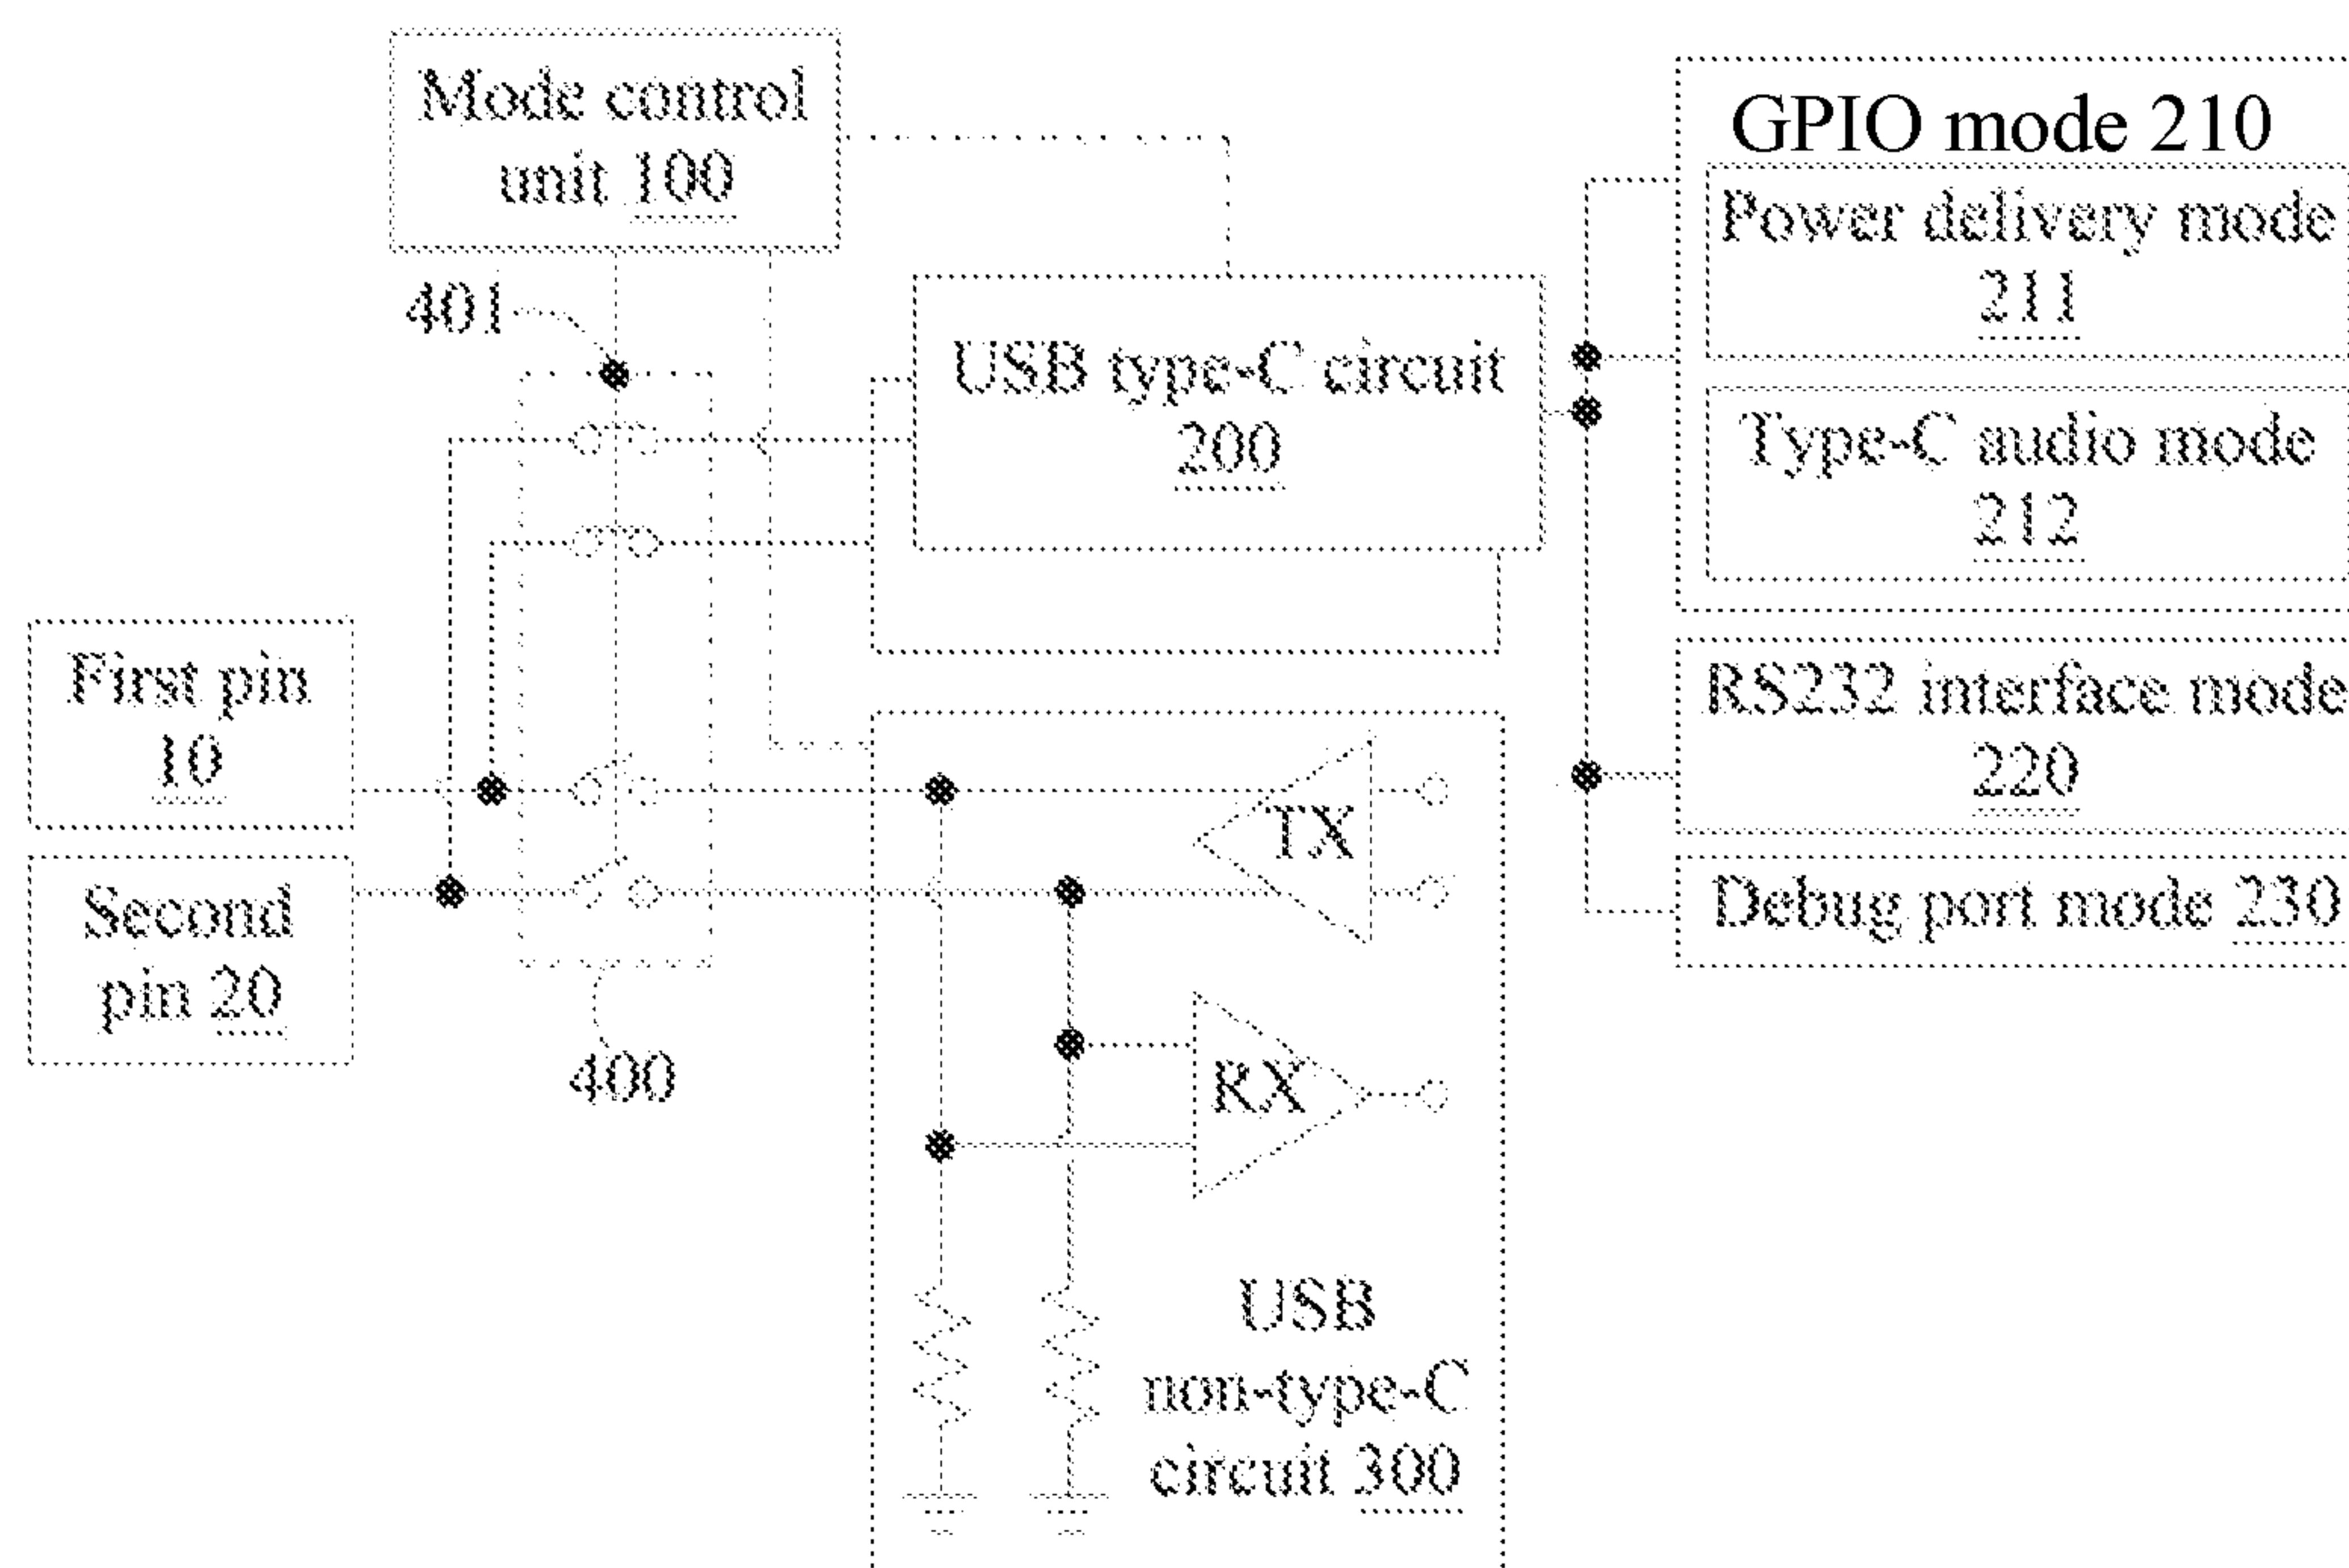 Mode control
unit 100
401
USB type-C circuit
200
GPIO mode 210
Power delivery mode
211
Type-C audio mode
212
RS232 interface mode
220
Debug port mode 230
First pin
10
Second
pin 20
400
TX
RX
USB
non-type-C
circuit 300